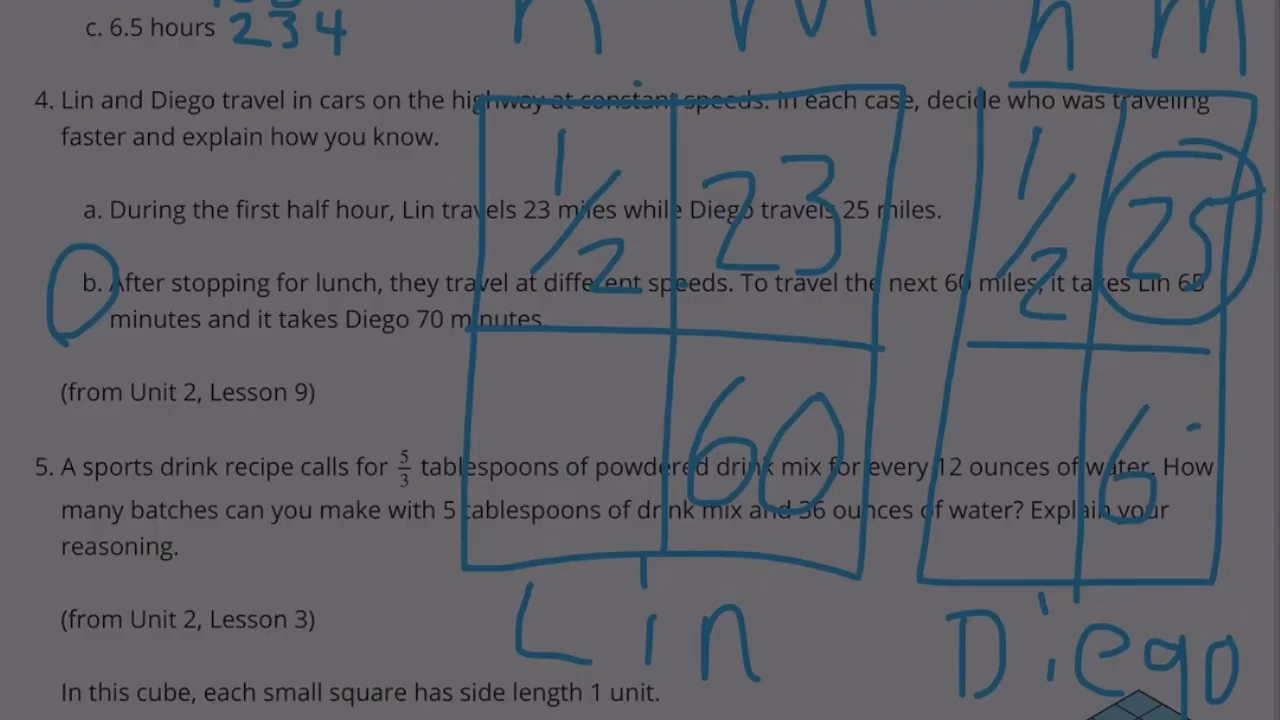 c. 6.5 hours 234
h m h m
4. Lin and Diego travel in cars on the highway at constant speeds. In each case, decide who was traveling
faster and explain how you know.
1/2 23 1/2 25
a. During the first half hour, Lin travels 23 miles while Diego travels 25 miles.
b. After stopping for lunch, they travel at different speeds. To travel the next 60 miles, it takes Lin 65
minutes and it takes Diego 70 minutes
(from Unit 2, Lesson 9)
60 6
5. A sports drink recipe calls for 5/3 tablespoons of powdered drink mix for every 12 ounces of water. How
many batches can you make with 5 tablespoons of drink mix and 36 ounces of water? Explain your
reasoning.
(from Unit 2, Lesson 3)
Lin Diego
In this cube, each small square has side length 1 unit.